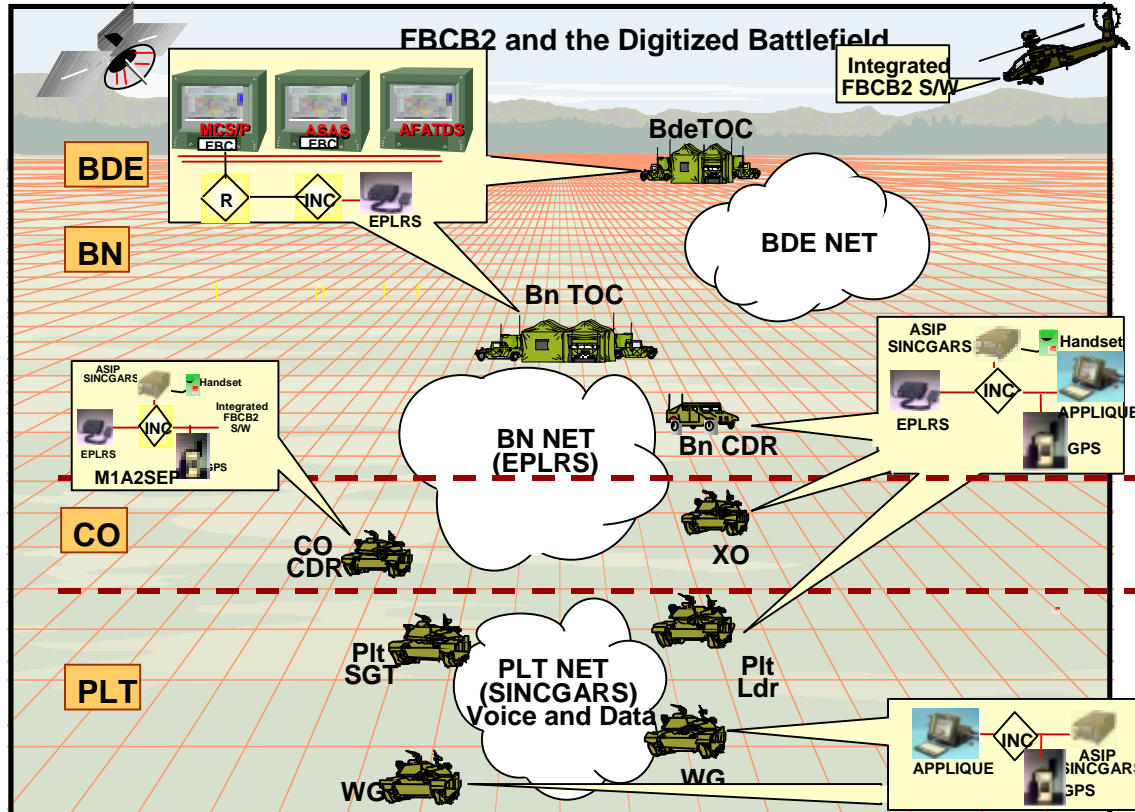 FBCB2 and the Digitized Battlefield
Integrated
FBCB2 S/W
MCS/P
EBC
ASAS
EBC
AFATDS
R
INC
EPLRS
BDE
BdeTOC
BDE NET
BN
Bn TOC
ASIP
SINCGARS
Handset
INC
EPLRS
APPLIQUE
GPS
ASIP
SINCGARS
Handset
INC
EPLRS
Integrated
FBCB2
S/W
GPS
M1A2SEP
BN NET
(EPLRS)
Bn CDR
CO
CO
CDR
XO
PLT
Plt
SGT
PLT NET
(SINCGARS)
Voice and Data
Plt
Ldr
WG
WG
APPLIQUE
INC
ASIP
SINCGARS
GPS